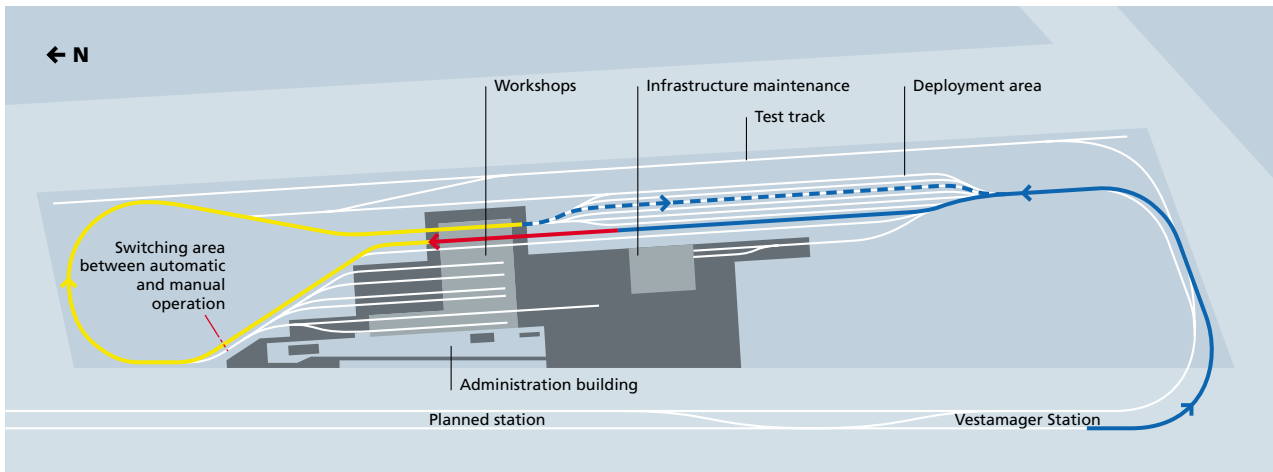 ← N
Workshops
Infrastructure maintenance
Deployment area
Test track
Switching area
between automatic
and manual
operation
Administration building
Planned station
Vestamager Station